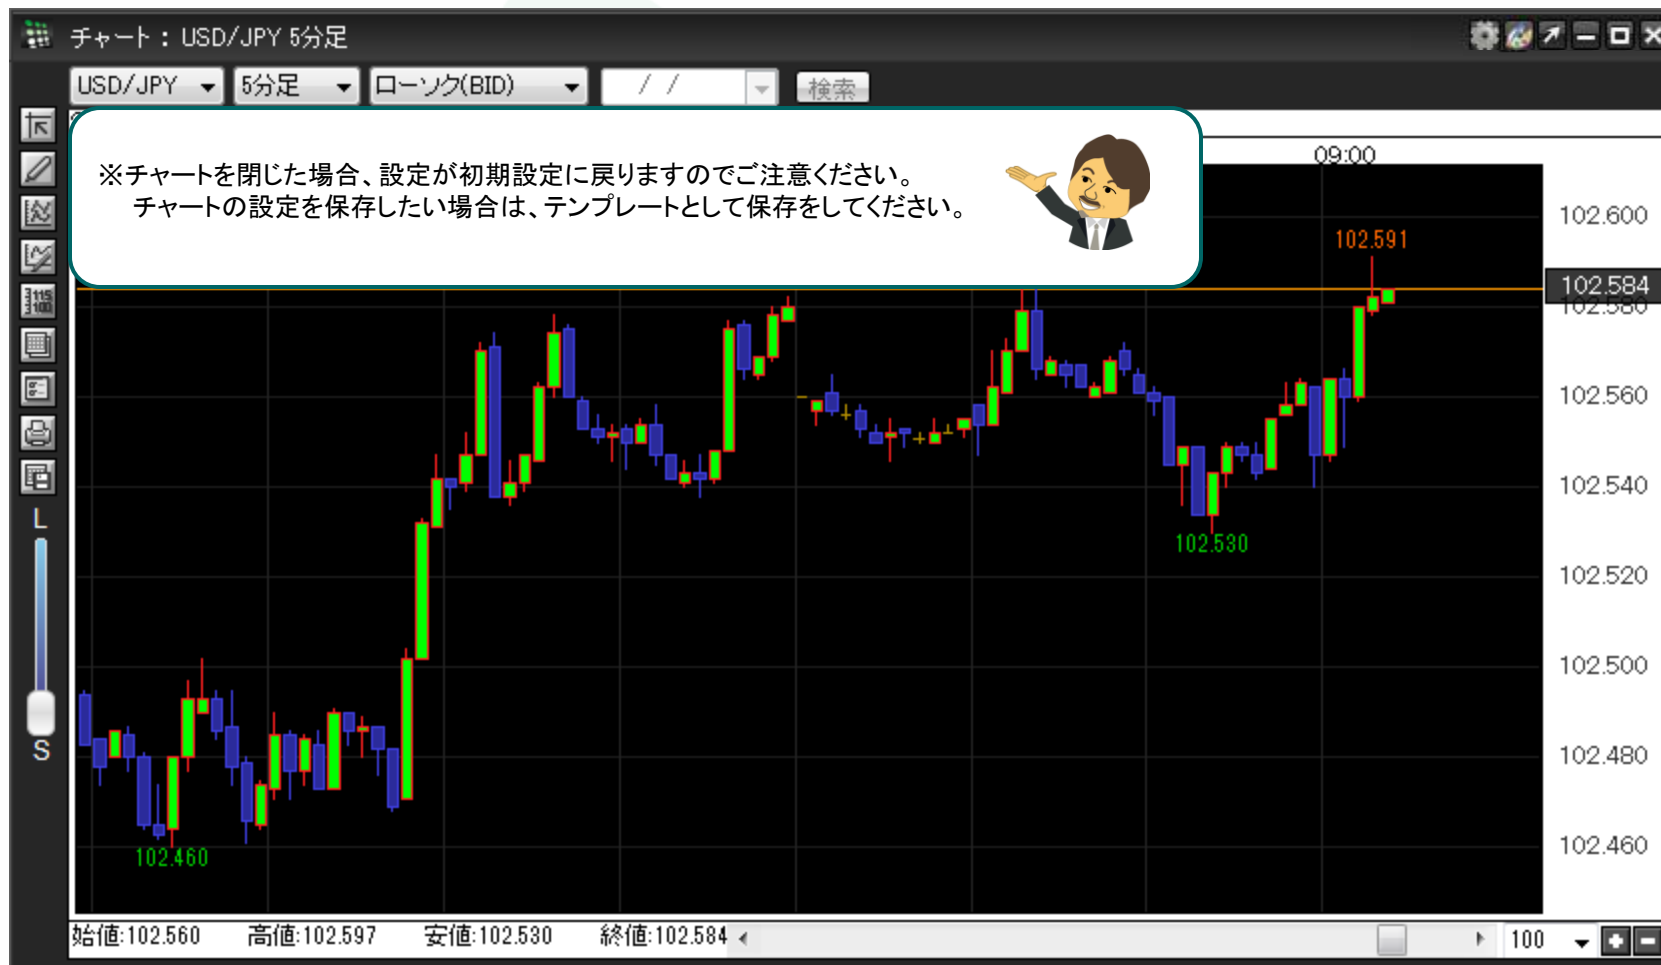 チャート：USD/JPY 5分足
USD/JPY 5分足 ローソク(BID) / / 検索
※チャートを閉じた場合、設定が初期設定に戻りますのでご注意ください。
チャートの設定を保存したい場合は、テンプレートとして保存をしてください。
09:00
102.600
102.591
102.584
102.580
115
100
102.560
102.540
102.530
L
102.520
102.500
S
102.480
102.460
102.460
始値:102.560 高値:102.597 安値:102.530 終値:102.584 100